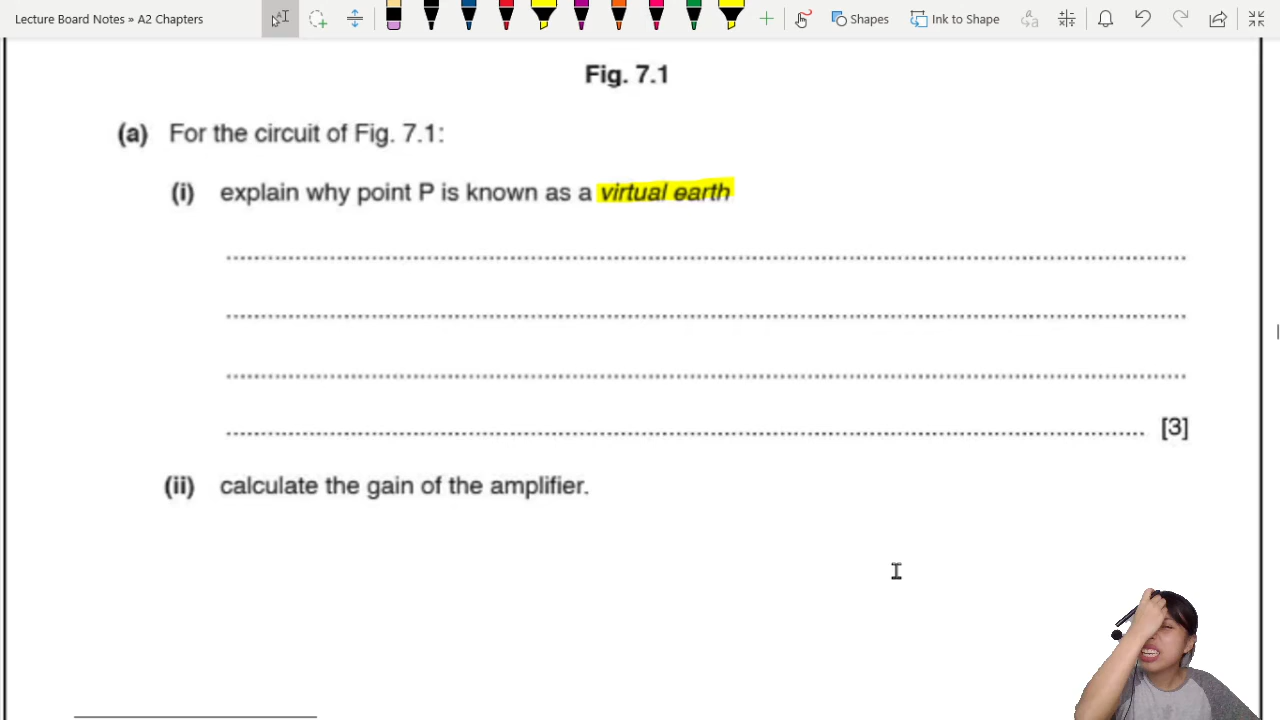 Lecture Board Notes » A2 Chapters
Shapes
Ink to Shape
Fig. 7.1
(a) For the circuit of Fig. 7.1:
(i) explain why point P is known as a virtual earth
[3]
(ii) calculate the gain of the amplifier.